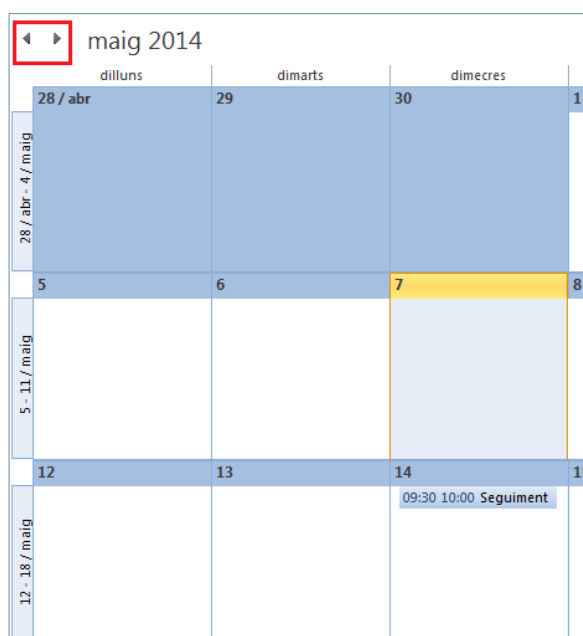 maig 2014
dilluns dimarts dimecres
28 / abr 29 30 1
28 / abr - 4 / maig
5 6 7 8
5 - 11 / maig
12 13 14
09:30 10:00 Seguiment
12 - 18 / maig